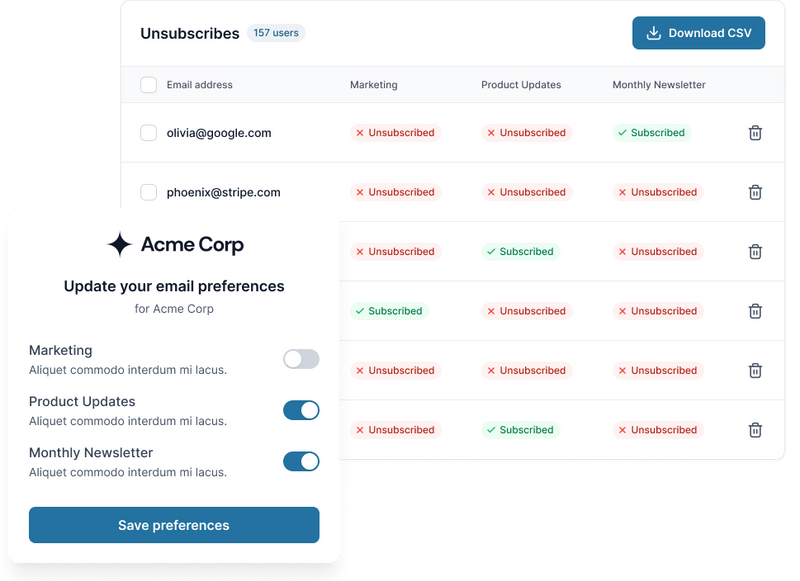 Unsubscribes 157 users
Download CSV
Email address Marketing Product Updates Monthly Newsletter
olivia@google.com Unsubscribed Unsubscribed Subscribed
phoenix@stripe.com Unsubscribed Unsubscribed Unsubscribed
Unsubscribed Subscribed Unsubscribed
Subscribed Unsubscribed Unsubscribed
Unsubscribed Unsubscribed Unsubscribed
Unsubscribed Subscribed Unsubscribed
Acme Corp
Update your email preferences
for Acme Corp
Marketing
Aliquet commodo interdum mi lacus.
Product Updates
Aliquet commodo interdum mi lacus.
Monthly Newsletter
Aliquet commodo interdum mi lacus.
Save preferences